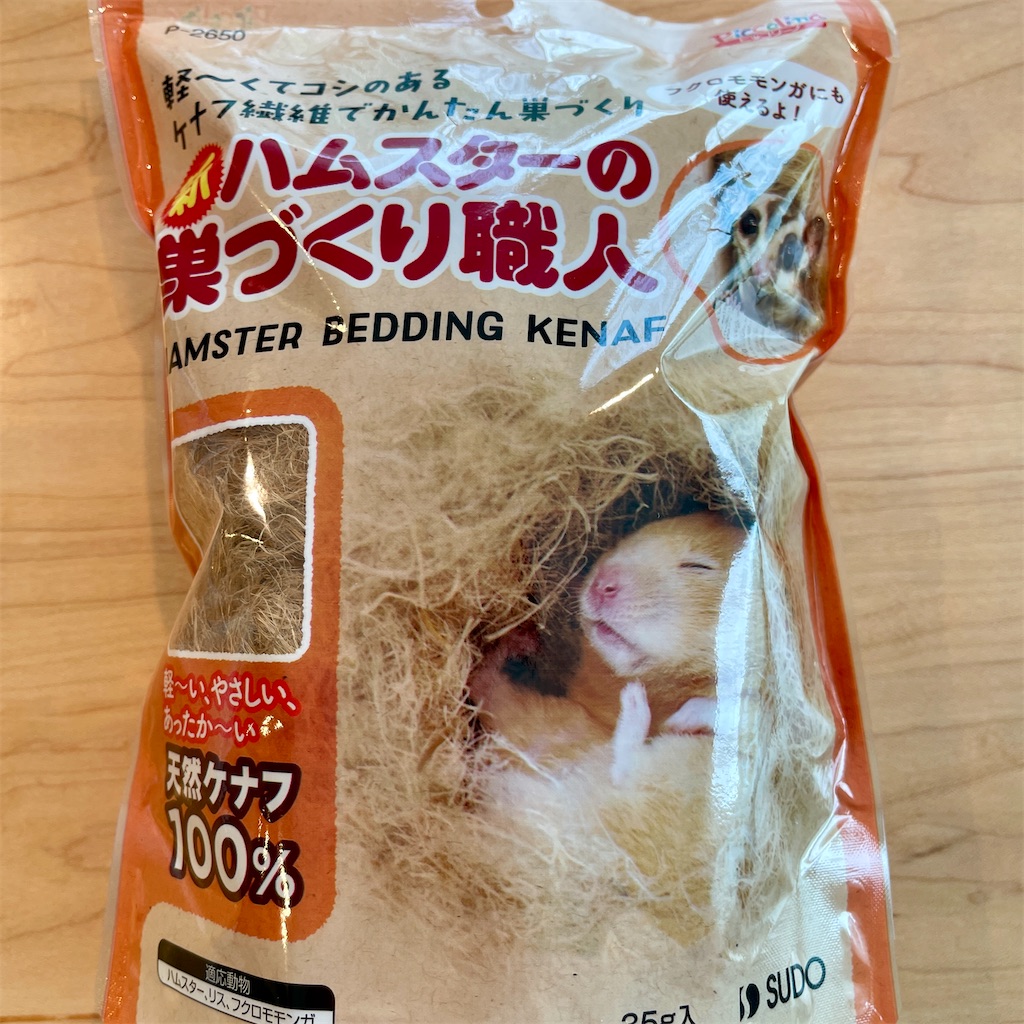 P-2650
Piccolino
軽〜くてコシのある
ケナフ繊維でかんたん巣づくり
フクロモモンガにも
使えるよ!
新
ハムスターの
巣づくり職人
HAMSTER BEDDING KENAF
軽〜い、やさしい、
あったか〜い
天然ケナフ
100%
適応動物
ハムスター、リス、フクロモモンガ
35g入
SUDO